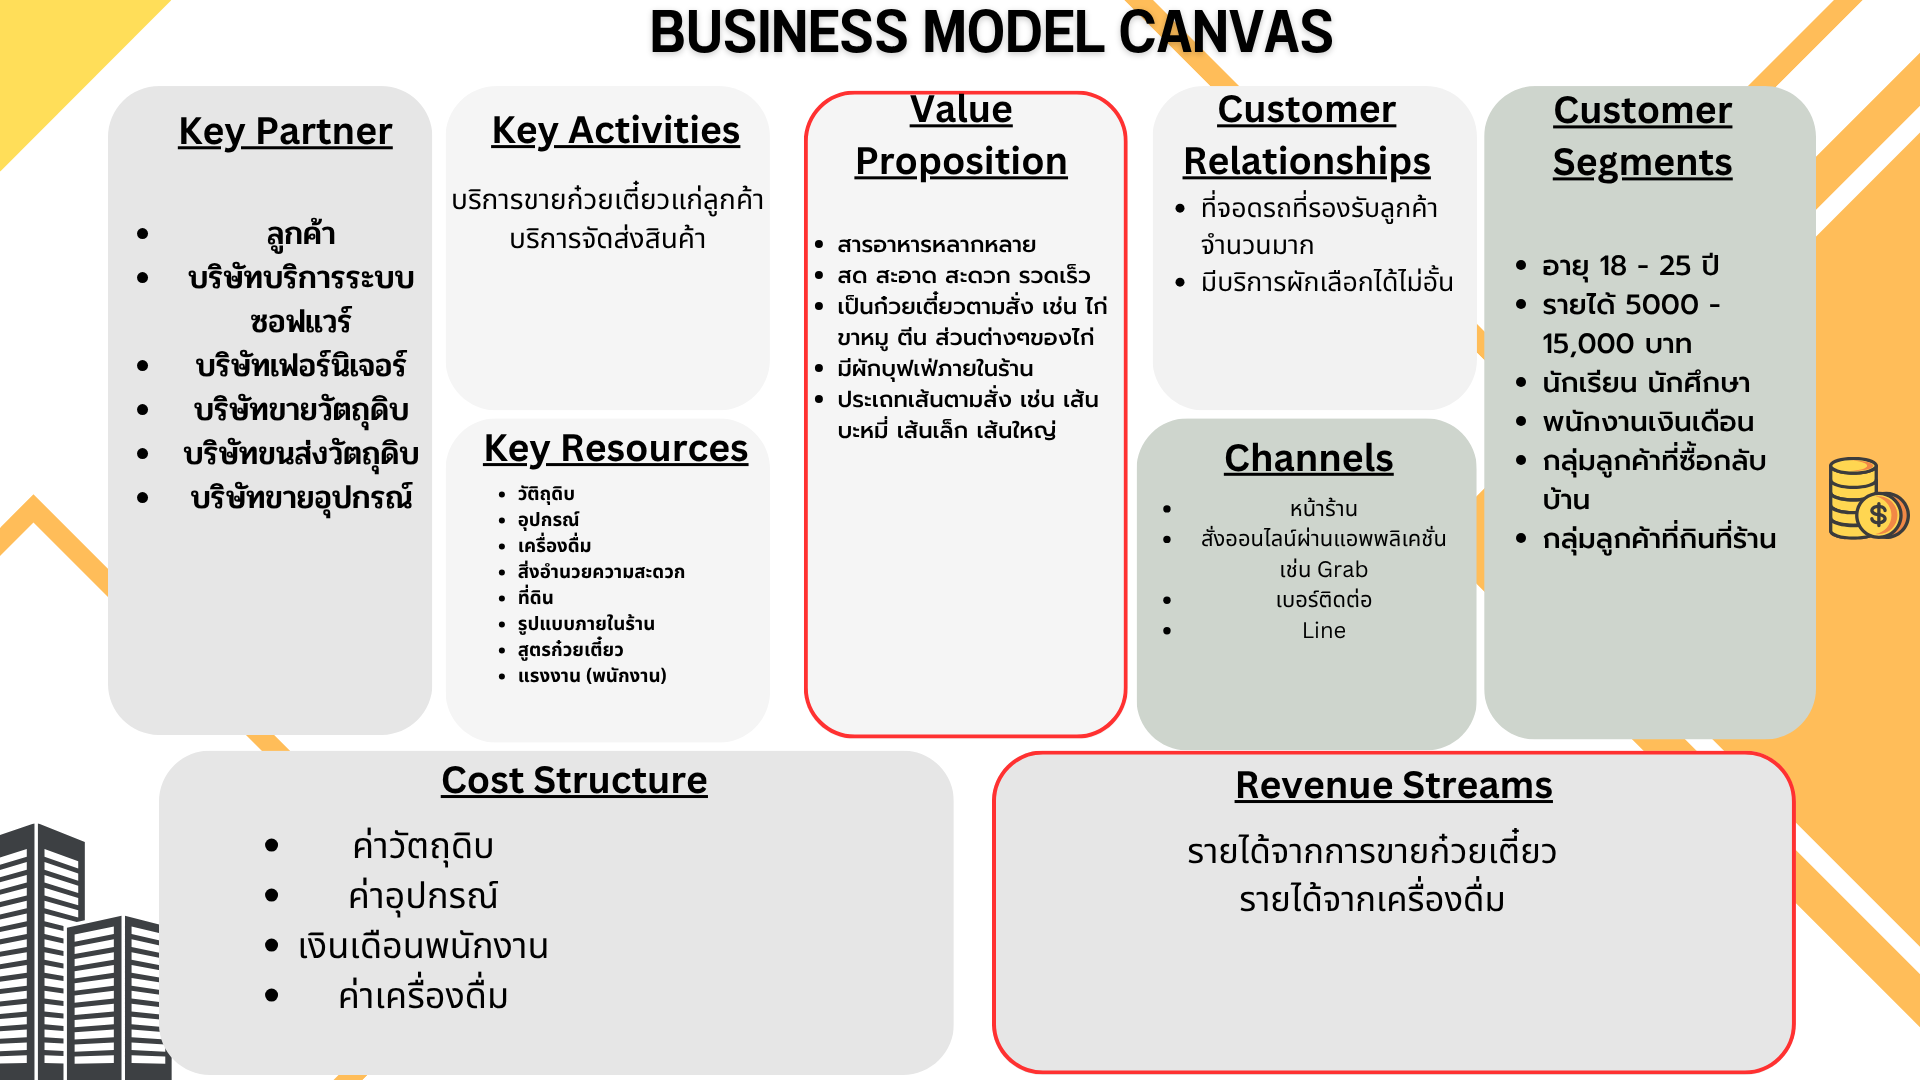 BUSINESS MODEL CANVAS
Key Partner
ลูกค้า
บริษัทบริการระบบ
ซอฟแวร์
บริษัทเฟอร์นิเจอร์
บริษัทขายวัตถุดิบ
บริษัทขนส่งวัตถุดิบ
บริษัทขายอุปกรณ์
Key Activities
บริการขายก๋วยเตี๋ยวแก่ลูกค้า
บริการจัดส่งสินค้า
Key Resources
วัติถุดิบ
อุปกรณ์
เครื่องดื่ม
สิ่งอำนวยความสะดวก
ที่ดิน
รูปแบบภายในร้าน
สูตรก๋วยเตี๋ยว
แรงงาน (พนักงาน)
Value
Proposition
สารอาหารหลากหลาย
สด สะอาด สะดวก รวดเร็ว
เป็นก๋วยเตี๋ยวตามสั่ง เช่น ไก่
ขาหมู ตีน ส่วนต่างๆของไก่
มีผักบุฟเฟ่ภายในร้าน
ประเถทเส้นตามสั่ง เช่น เส้น
บะหมี่ เส้นเล็ก เส้นใหญ่
Customer
Relationships
ที่จอดรถที่รองรับลูกค้า
จำนวนมาก
มีบริการผักเลือกได้ไม่อั้น
Channels
หน้าร้าน
สั่งออนไลน์ผ่านแอพพลิเคชั่น
เช่น Grab
เบอร์ติดต่อ
Line
Customer
Segments
อายุ 18 - 25 ปี
รายได้ 5000 -
15,000 บาท
นักเรียน นักศึกษา
พนักงานเงินเดือน
กลุ่มลูกค้าที่ซื้อกลับ
บ้าน
กลุ่มลูกค้าที่กินที่ร้าน
Cost Structure
ค่าวัตถุดิบ
ค่าอุปกรณ์
เงินเดือนพนักงาน
ค่าเครื่องดื่ม
Revenue Streams
รายได้จากการขายก๋วยเตี๋ยว
รายได้จากเครื่องดื่ม
$